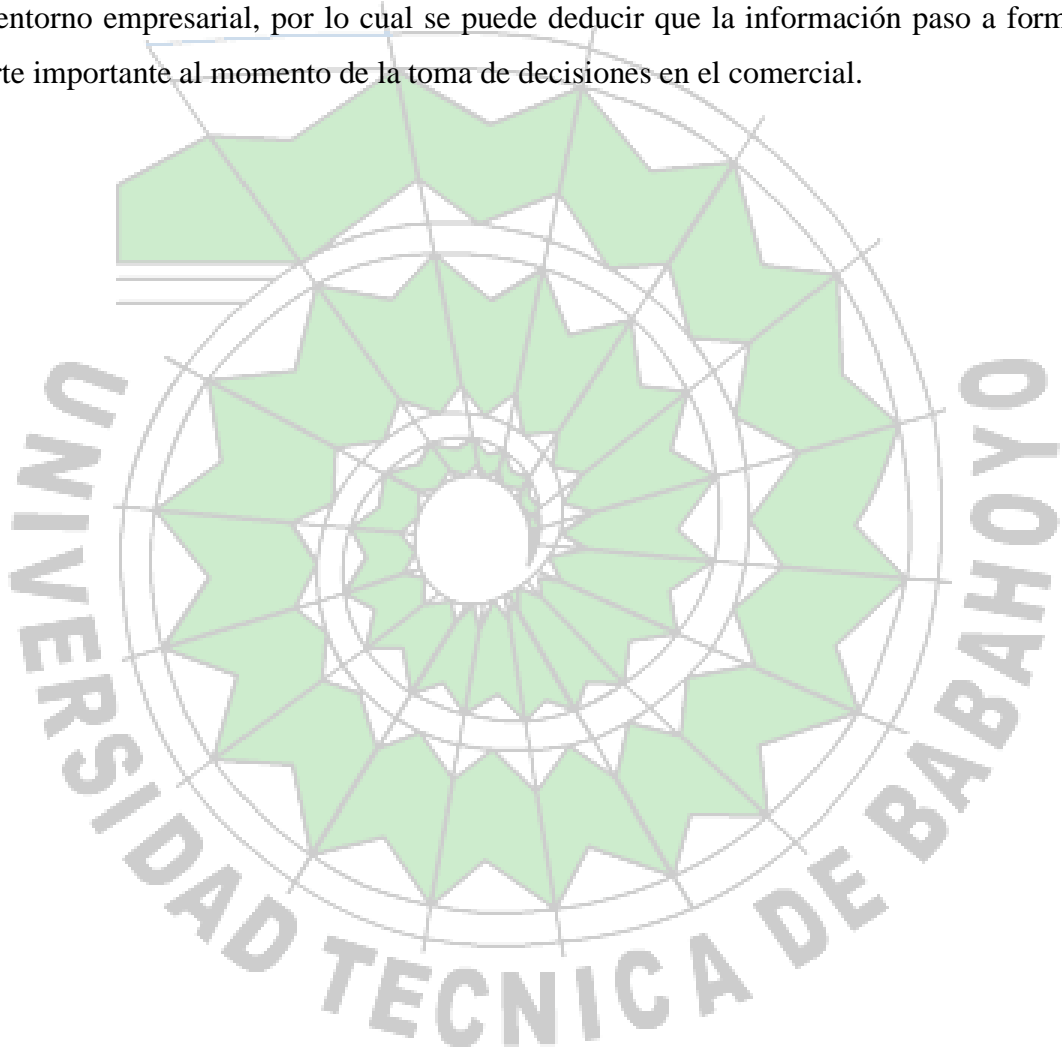 entorno empresarial, por lo cual se puede deducir que la información paso a form
rte importante al momento de la toma de decisiones en el comercial.
UNIVERSIDAD TECNICA DE BABAHOYO